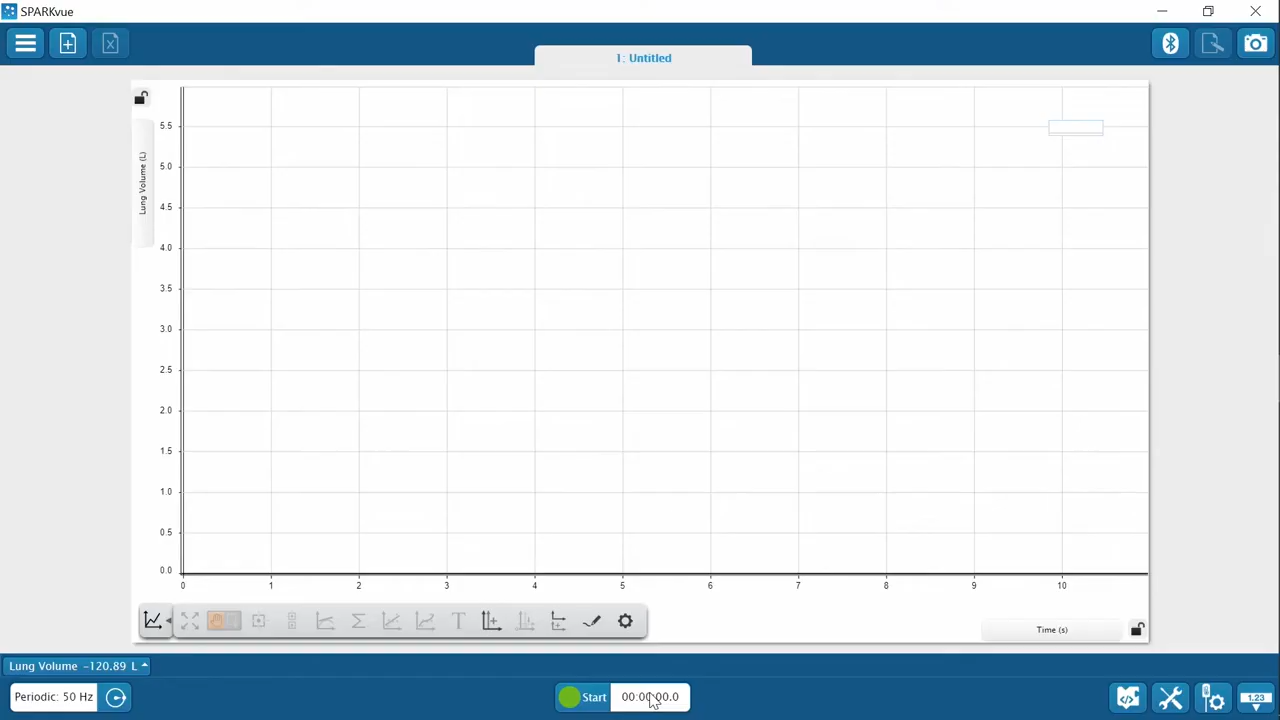 SPARKvue
1: Untitled
Lung Volume (L)
5.5
5.0
4.5
4.0
3.5
3.0
2.5
2.0
1.5
1.0
0.5
0.0
0 1 2 3 4 5 6 7 8 9 10
Time (s)
Lung Volume -120.89 L
Periodic: 50 Hz
Start
00:00:00.0
1.23